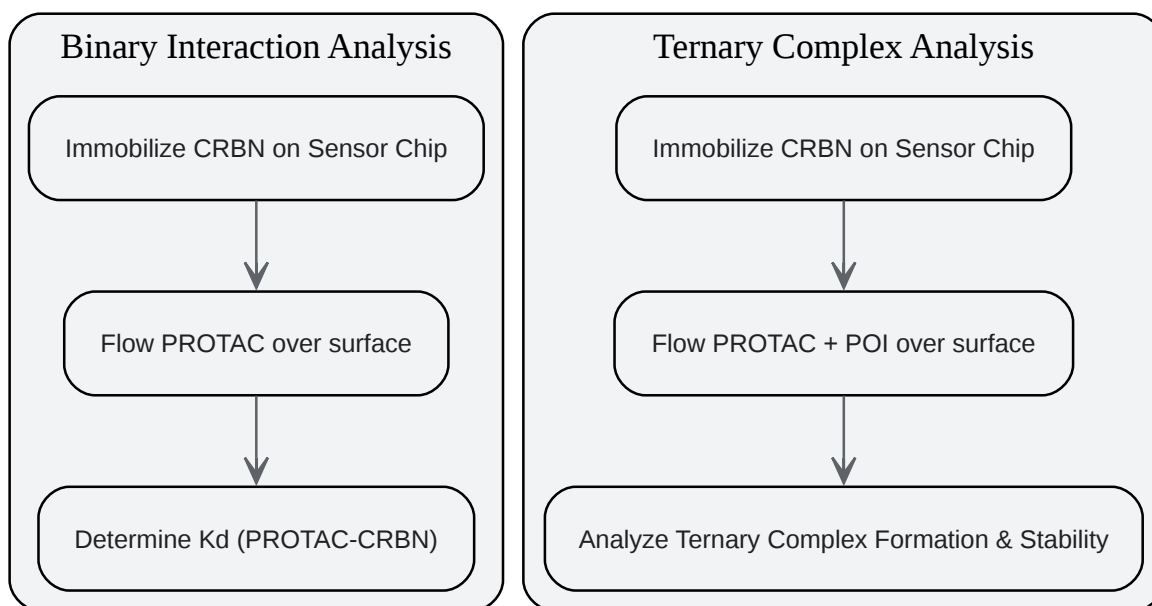 Binary Interaction Analysis
Immobilize CRBN on Sensor Chip
Flow PROTAC over surface
Determine Kd (PROTAC-CRBN)
Ternary Complex Analysis
Immobilize CRBN on Sensor Chip
Flow PROTAC + POI over surface
Analyze Ternary Complex Formation & Stability